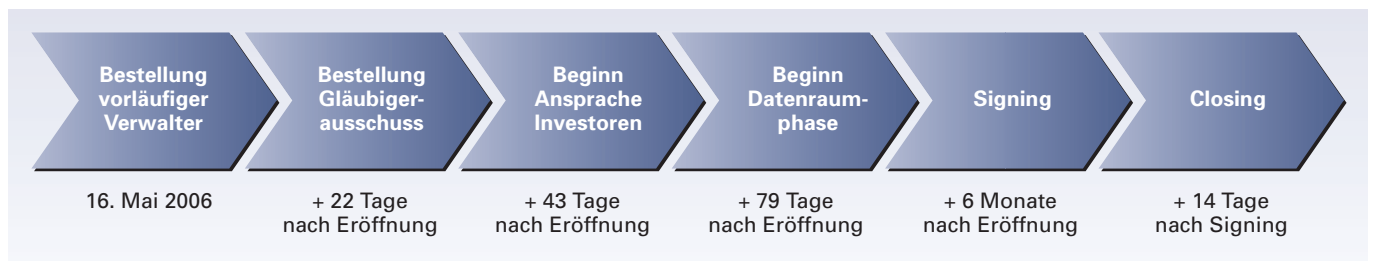 Bestellung
vorläufiger
Verwalter
Bestellung
Gläubiger-
ausschuss
Beginn
Ansprache
Investoren
Beginn
Datenraum-
phase
Signing
Closing
16. Mai 2006
+ 22 Tage
nach Eröffnung
+ 43 Tage
nach Eröffnung
+ 79 Tage
nach Eröffnung
+ 6 Monate
nach Eröffnung
+ 14 Tage
nach Signing